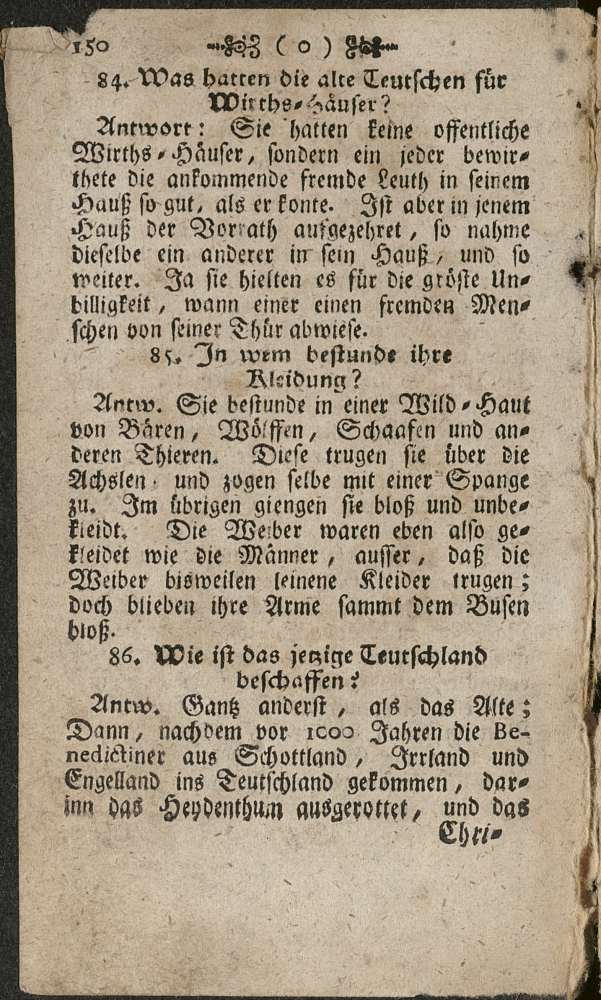 150 ( o )
84. Was hatten die alte Teutschen für
Wirths-Häuser?
Antwort: Sie hatten keine offentliche
Wirths-Häuser, sondern ein jeder bewir-
thete die ankommende fremde Leuth in seinem
Hauß so gut, als er konte. Ist aber in jenem
Hauß der Vorrath aufgezehret, so nahme
dieselbe ein anderer in sein Hauß, und so
weiter. Ja sie hielten es für die gröste Un-
billigkeit, wann einer einen fremden Men-
schen von seiner Thür abwiese.
85. In wem bestunde ihre
Kleidung?
Antw. Sie bestunde in einer Wild-Haut
von Bären, Wölffen, Schaafen und an-
deren Thieren. Diese trugen sie über die
Achslen, und zogen selbe mit einer Spange
zu. Im übrigen giengen sie bloß und unbe-
kleidt. Die Weiber waren eben also ge-
kleidet wie die Männer, ausser, daß die
Weiber bisweilen leinene Kleider trugen;
doch blieben ihre Arme sammt dem Busen
bloß.
86. Wie ist das jetzige Teutschland
beschaffen?
Antw. Gantz anderst, als das Alte;
Dann, nachdem vor 1000 Jahren die Be-
nedictiner aus Schottland, Irrland und
Engelland ins Teutschland gekommen, dar-
inn das Heydenthum ausgerottet, und das
Chri-